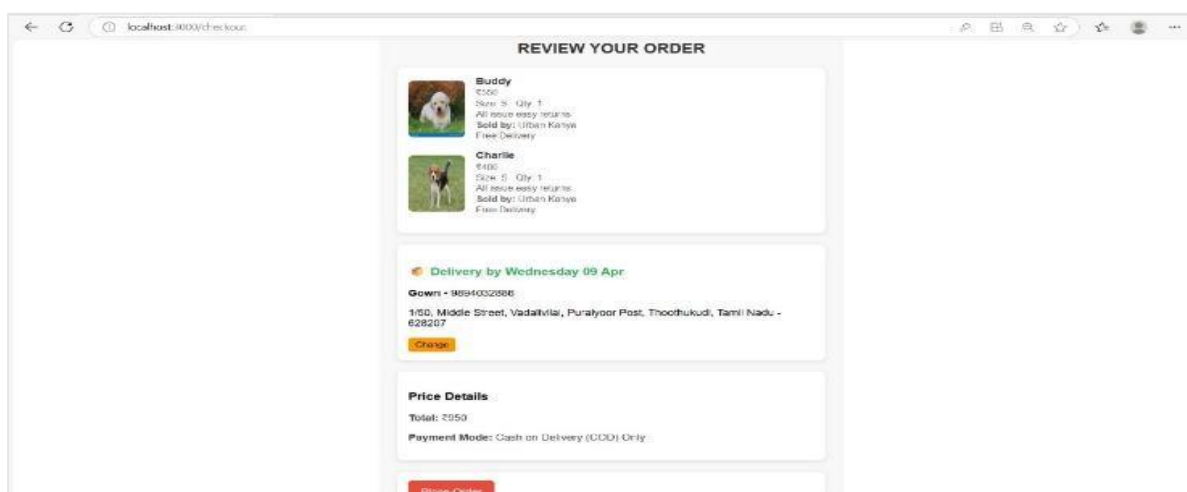 localhost:3000/checkout
REVIEW YOUR ORDER
Buddy
₹550
Size: S Qty: 1
All issue easy returns
Sold by: Urban Kanya
Free Delivery
Charlie
₹400
Size: S Qty: 1
All issue easy returns
Sold by: Urban Kanya
Free Delivery
Delivery by Wednesday 09 Apr
Gowri - 9894032886
1/50, Middle Street, Vadalivilai, Puraiyoor Post, Thoothukudi, Tamil Nadu -
628207
Change
Price Details
Total: ₹950
Payment Mode: Cash on Delivery (COD) Only
Place Order